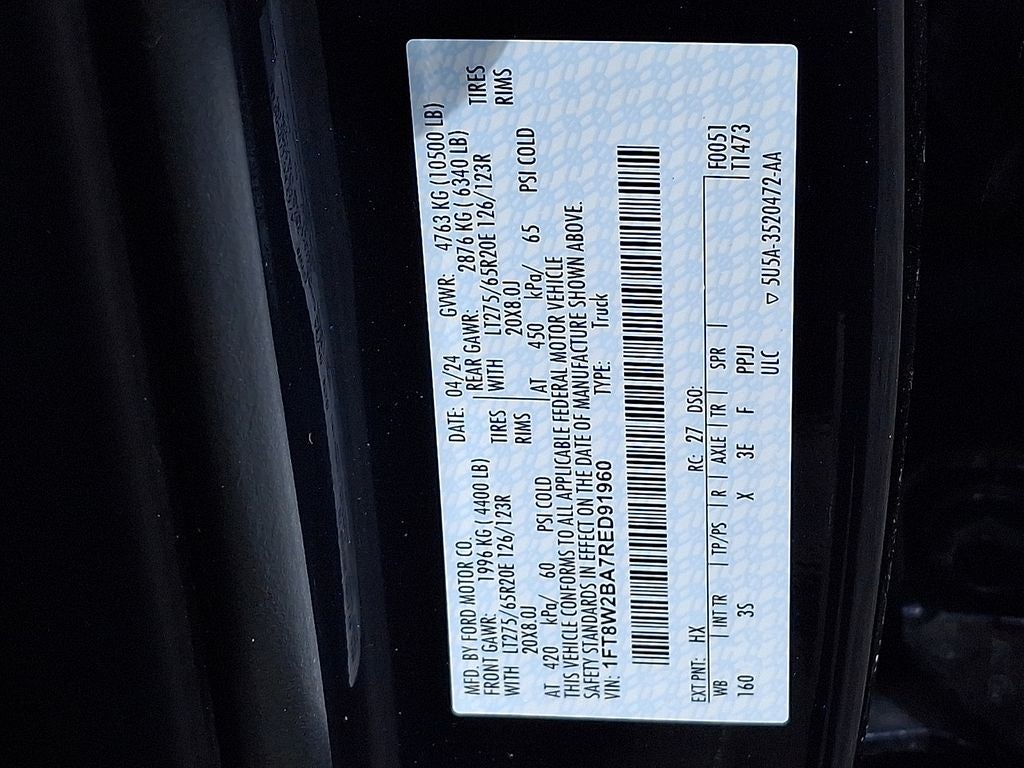 MFD. BY FORD MOTOR CO. DATE: 04/24 GVWR: 4763 KG (10500 LB)
FRONT GAWR: 1996 KG ( 4400 LB) REAR GAWR: 2876 KG ( 6340 LB)
WITH LT275/65R20E 126/123R TIRES WITH LT275/65R20E 126/123R TIRES
20X8.0J RIMS 20X8.0J RIMS
AT 420 kPa/ 60 PSI COLD AT 450 kPa/ 65 PSI COLD
THIS VEHICLE CONFORMS TO ALL APPLICABLE FEDERAL MOTOR VEHICLE
SAFETY STANDARDS IN EFFECT ON THE DATE OF MANUFACTURE SHOWN ABOVE.
VIN: 1FT8W2BA7RED91960 TYPE: Truck
EXT PNT: HX RC: 27 DSO: F0051
WB | INT TR | TP/PS | R | AXLE | TR | SPR | T1473
160 3S X 3E F PPJJ
ULC ▽ 5U5A-3520472-AA